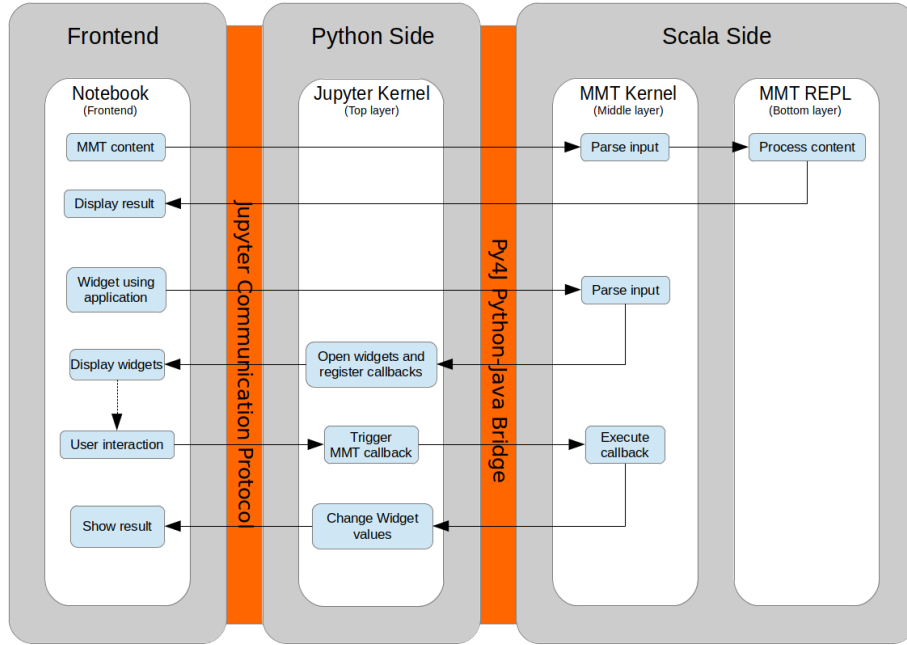 Frontend
Python Side
Scala Side
Notebook
(Frontend)
Jupyter Kernel
(Top layer)
MMT Kernel
(Middle layer)
MMT REPL
(Bottom layer)
MMT content
Parse input
Process content
Display result
Jupyter Communication Protocol
Py4J Python-Java Bridge
Widget using
application
Parse input
Display widgets
Open widgets and
register callbacks
User interaction
Trigger
MMT callback
Execute
callback
Show result
Change Widget
values